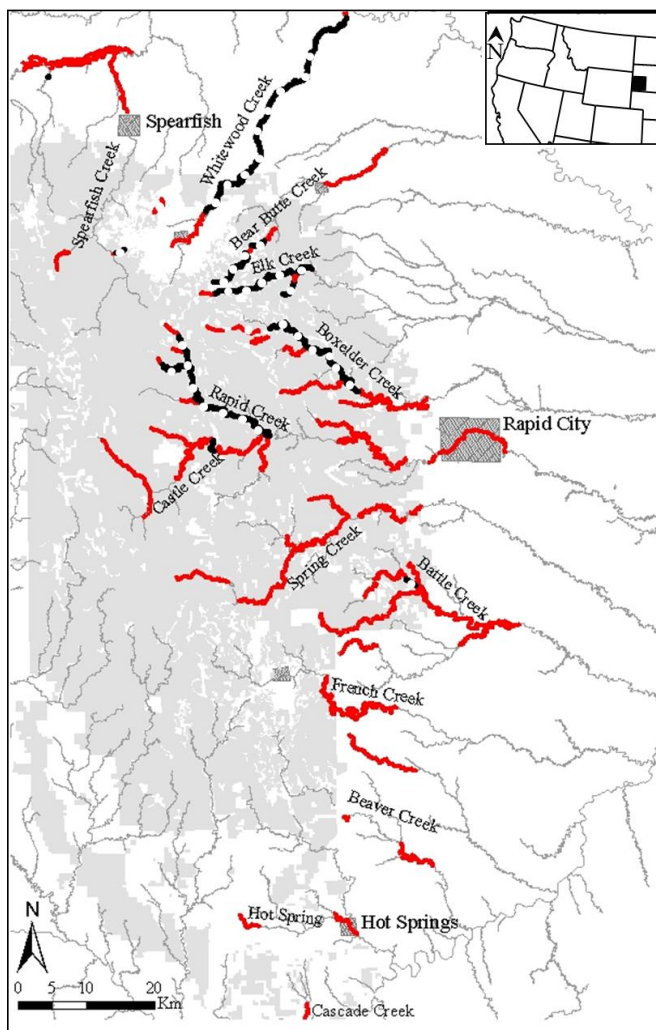 N
Spearfish
Whitewood Creek
Spearfish Creek
Bear Butte Creek
Elk Creek
Boxelder Creek
Rapid Creek
Rapid City
Castle Creek
Spring Creek
Battle Creek
French Creek
Beaver Creek
Hot Spring
Hot Springs
N
0 5 10 20
Km
Cascade Creek